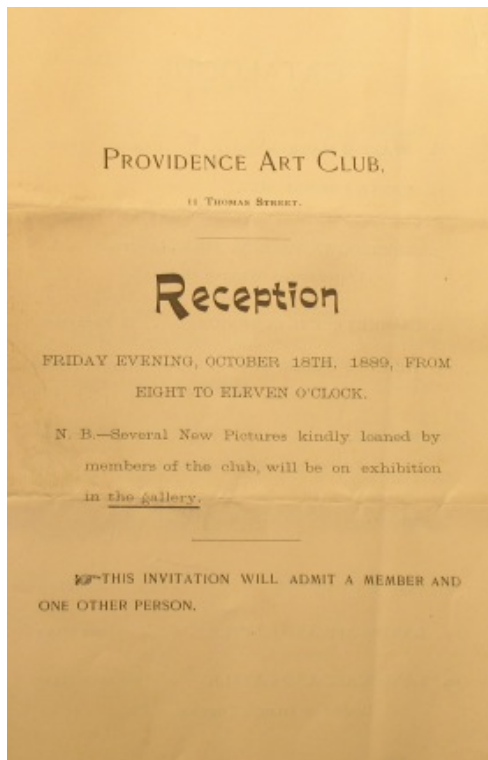 PROVIDENCE ART CLUB,
11 THOMAS STREET.
Reception
FRIDAY EVENING, OCTOBER 18TH, 1889, FROM
EIGHT TO ELEVEN O'CLOCK.
N. B.—Several New Pictures kindly loaned by
members of the club, will be on exhibition
in the gallery.
☞THIS INVITATION WILL ADMIT A MEMBER AND
ONE OTHER PERSON.